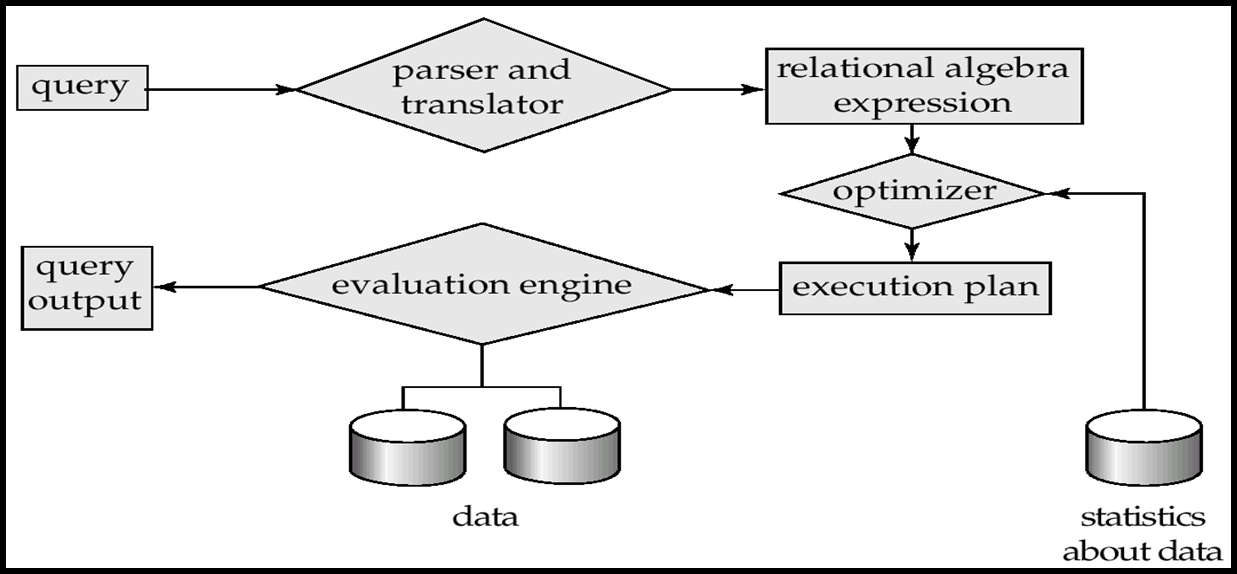 query
parser and
translator
relational algebra
expression
optimizer
query
output
evaluation engine
execution plan
data
statistics
about data